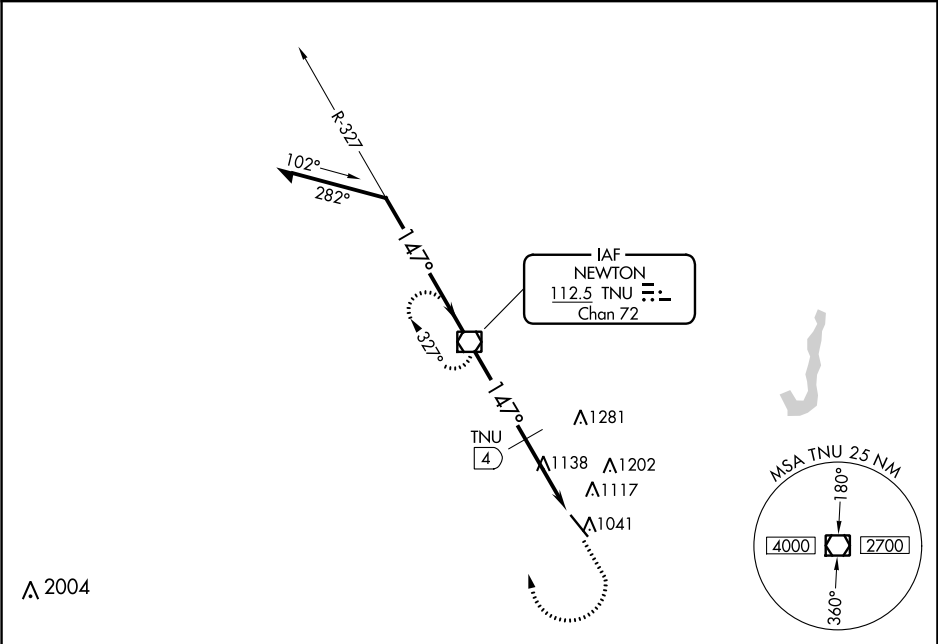 R-327
102°
282°
147°
IAF
NEWTON
112.5 TNU
Chan 72
327°
147°
1281
TNU
4
1138
1202
1117
1041
2004
MSA TNU 25 NM
180°
4000
2700
360°